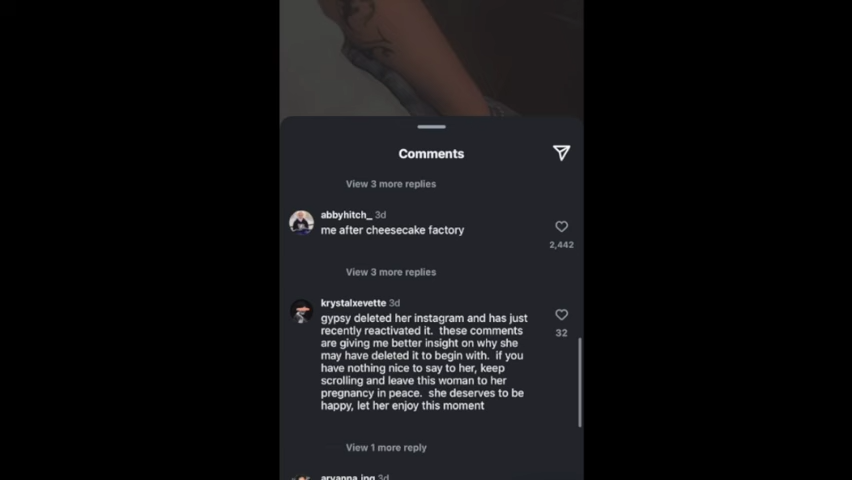 Comments
View 3 more replies
abbyhitch_ 3d
me after cheesecake factory
2,442
View 3 more replies
krystalxevette 3d
gypsy deleted her instagram and has just
recently reactivated it. these comments
are giving me better insight on why she
may have deleted it to begin with. if you
have nothing nice to say to her, keep
scrolling and leave this woman to her
pregnancy in peace. she deserves to be
happy, let her enjoy this moment
32
View 1 more reply
aryanna.jpg 3d